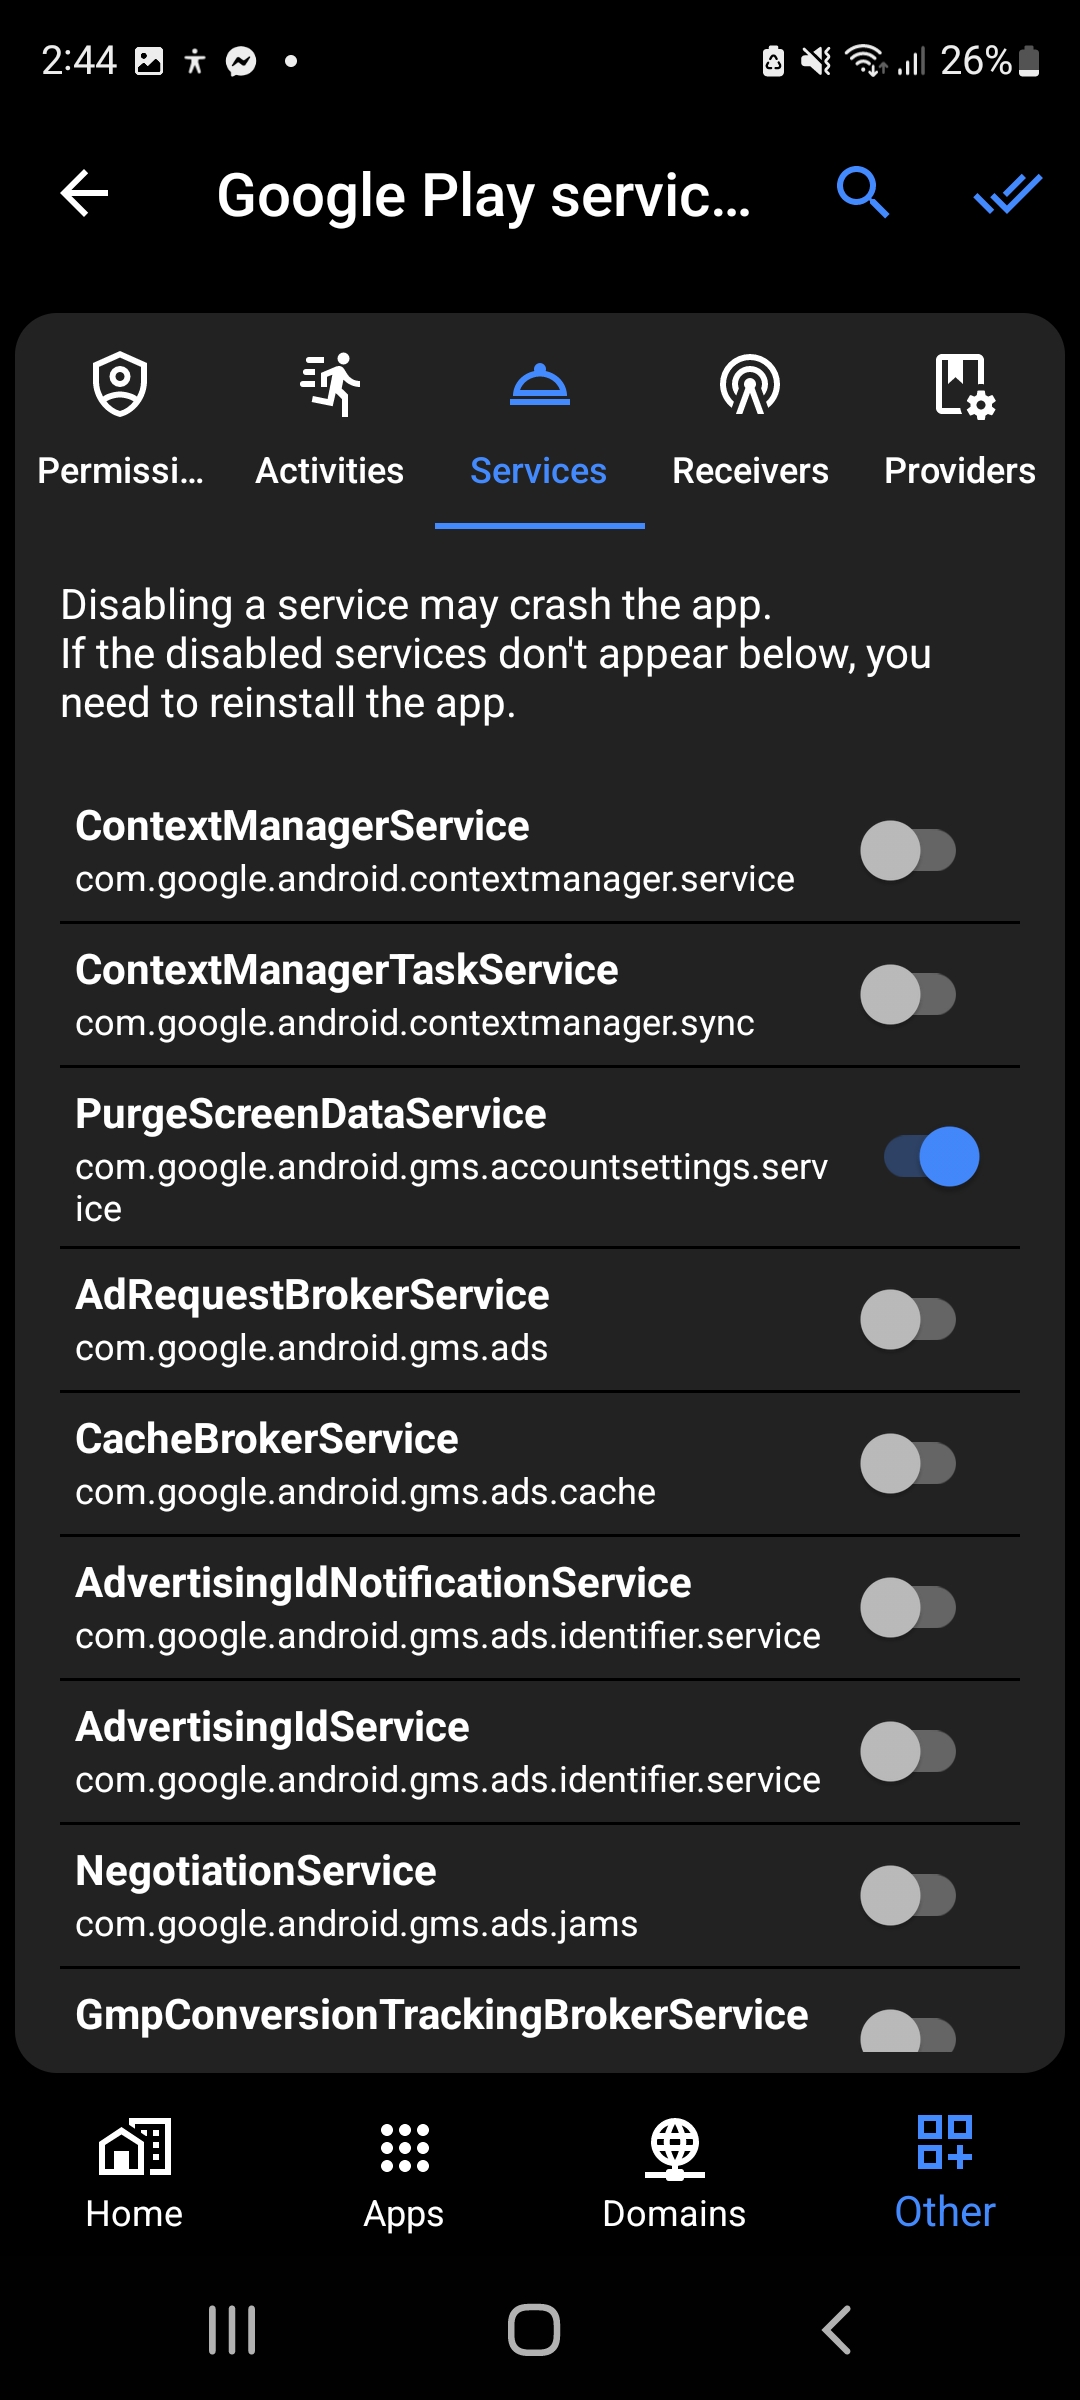 2:44
26%
Google Play servic...
Permissi...
Activities
Services
Receivers
Providers
Disabling a service may crash the app.
If the disabled services don't appear below, you
need to reinstall the app.
ContextManagerService
com.google.android.contextmanager.service
ContextManagerTaskService
com.google.android.contextmanager.sync
PurgeScreenDataService
com.google.android.gms.accountsettings.serv
ice
AdRequestBrokerService
com.google.android.gms.ads
CacheBrokerService
com.google.android.gms.ads.cache
AdvertisingIdNotificationService
com.google.android.gms.ads.identifier.service
AdvertisingIdService
com.google.android.gms.ads.identifier.service
NegotiationService
com.google.android.gms.ads.jams
GmpConversionTrackingBrokerService
Home
Apps
Domains
Other